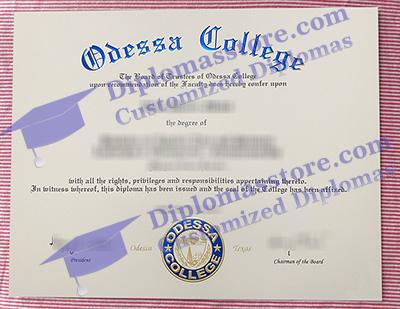 Odessa College
The Board of Trustees of Odessa College
upon recommendation of the Faculty does hereby confer upon
the degree of
with all the rights, privileges and responsibilities appertaining thereto.
In witness whereof, this diploma has been issued and the seal of the College has been affixed.
Odessa Texas
President
Chairman of the Board
ODESSA
COLLEGE
Diplomasstore.com
Customized Diplomas
Diplomasstore.com
Customized Diplomas